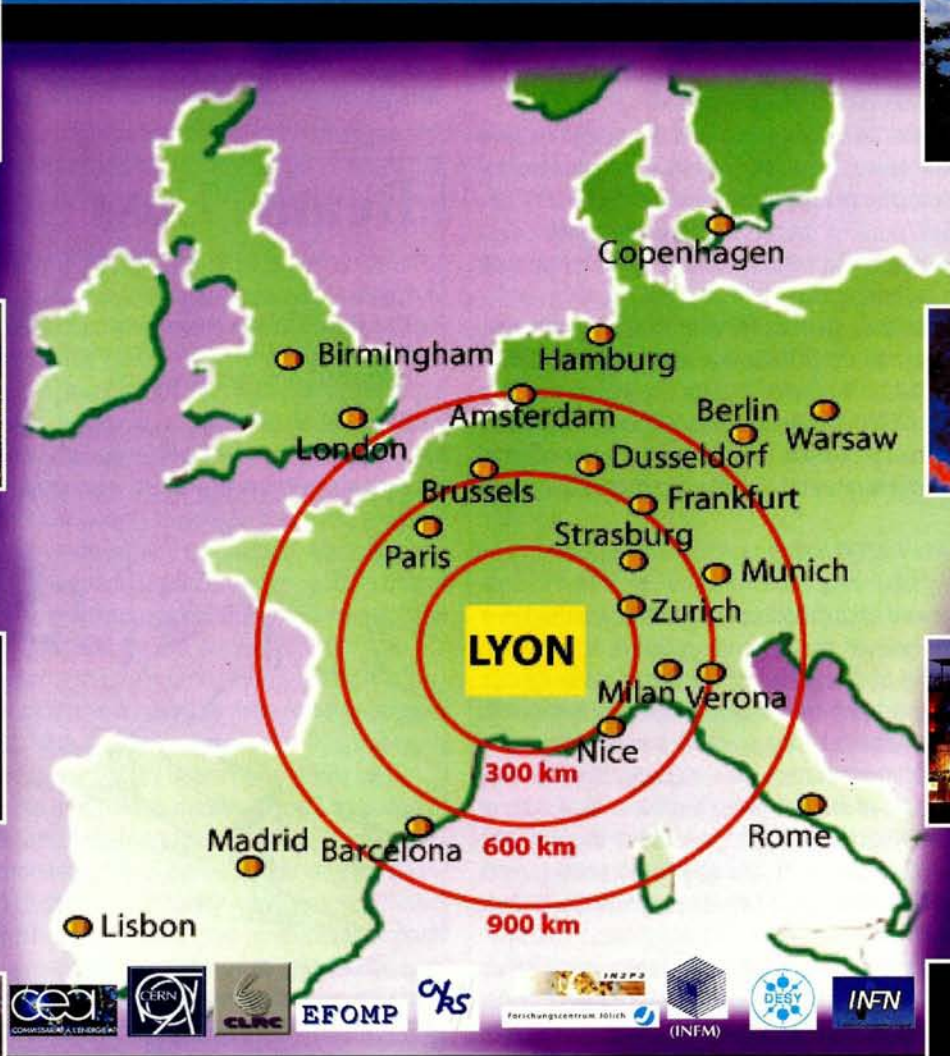 Copenhagen
Birmingham
Hamburg
Amsterdam
Berlin
Warsaw
London
Dusseldorf
Brussels
Frankfurt
Strasburg
Paris
Munich
Zurich
LYON
Milan
Verona
Nice
300 km
Rome
Madrid
Barcelona
600 km
Lisbon
900 km
cea
CERN
CLRC
EFOMP
CNRS
IN2P3
Forschungszentrum Jülich
(INFM)
DESY
INFN